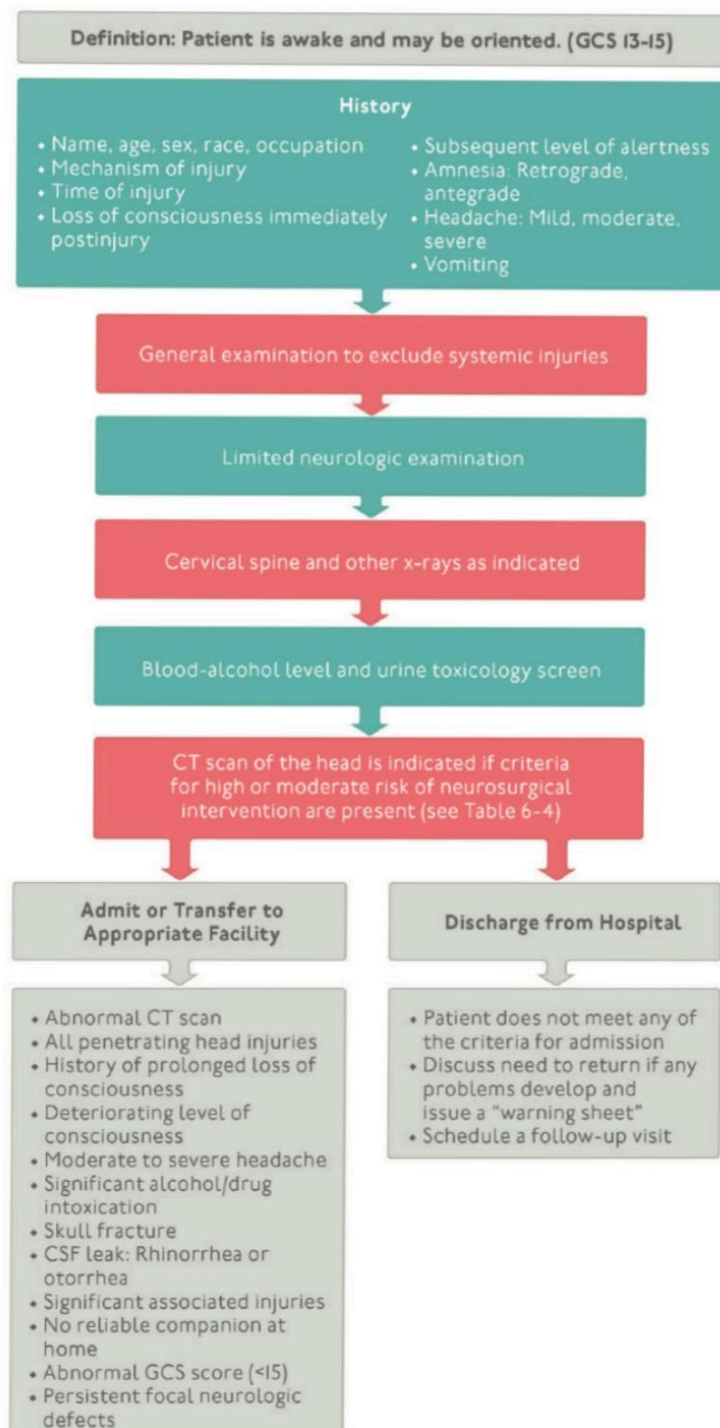 Definition: Patient is awake and may be oriented. (GCS 13-15)
History
• Name, age, sex, race, occupation
• Mechanism of injury
• Time of injury
• Loss of consciousness immediately
postinjury
• Subsequent level of alertness
• Amnesia: Retrograde,
antegrade
• Headache: Mild, moderate,
severe
• Vomiting
General examination to exclude systemic injuries
Limited neurologic examination
Cervical spine and other x-rays as indicated
Blood-alcohol level and urine toxicology screen
CT scan of the head is indicated if criteria
for high or moderate risk of neurosurgical
intervention are present (see Table 6-4)
Admit or Transfer to
Appropriate Facility
• Abnormal CT scan
• All penetrating head injuries
• History of prolonged loss of
consciousness
• Deteriorating level of
consciousness
• Moderate to severe headache
• Significant alcohol/drug
intoxication
• Skull fracture
• CSF leak: Rhinorrhea or
otorrhea
• Significant associated injuries
• No reliable companion at
home
• Abnormal GCS score (<15)
• Persistent focal neurologic
defects
Discharge from Hospital
• Patient does not meet any of
the criteria for admission
• Discuss need to return if any
problems develop and
issue a "warning sheet"
• Schedule a follow-up visit